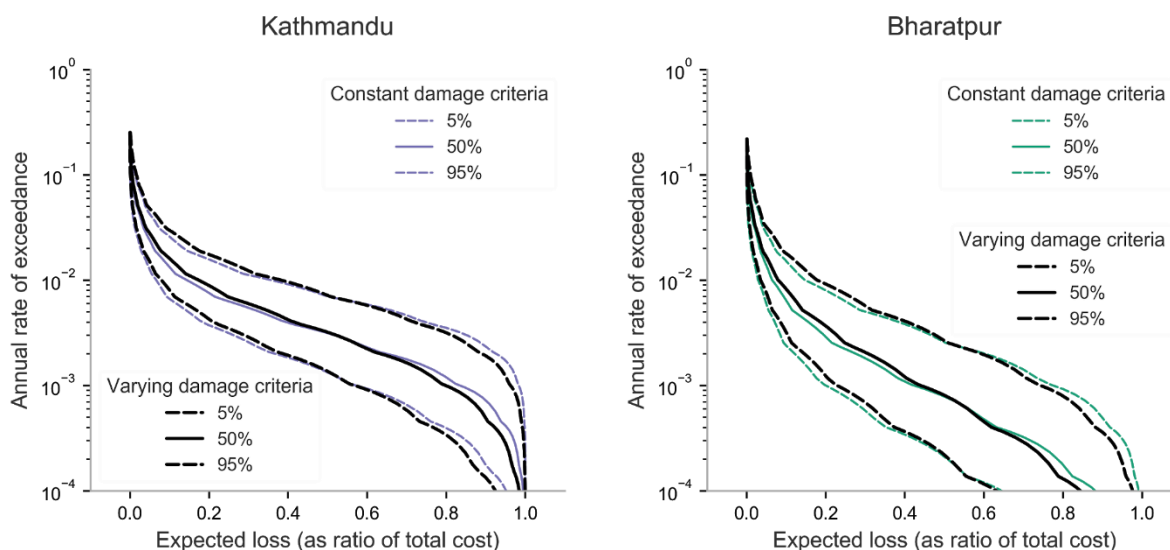 Kathmandu
Annual rate of exceedance
10⁰
10⁻¹
10⁻²
10⁻³
10⁻⁴
Constant damage criteria
5%
50%
95%
Varying damage criteria
5%
50%
95%
0.0 0.2 0.4 0.6 0.8 1.0
Expected loss (as ratio of total cost)
Bharatpur
Annual rate of exceedance
10⁰
10⁻¹
10⁻²
10⁻³
10⁻⁴
Constant damage criteria
5%
50%
95%
Varying damage criteria
5%
50%
95%
0.0 0.2 0.4 0.6 0.8 1.0
Expected loss (as ratio of total cost)